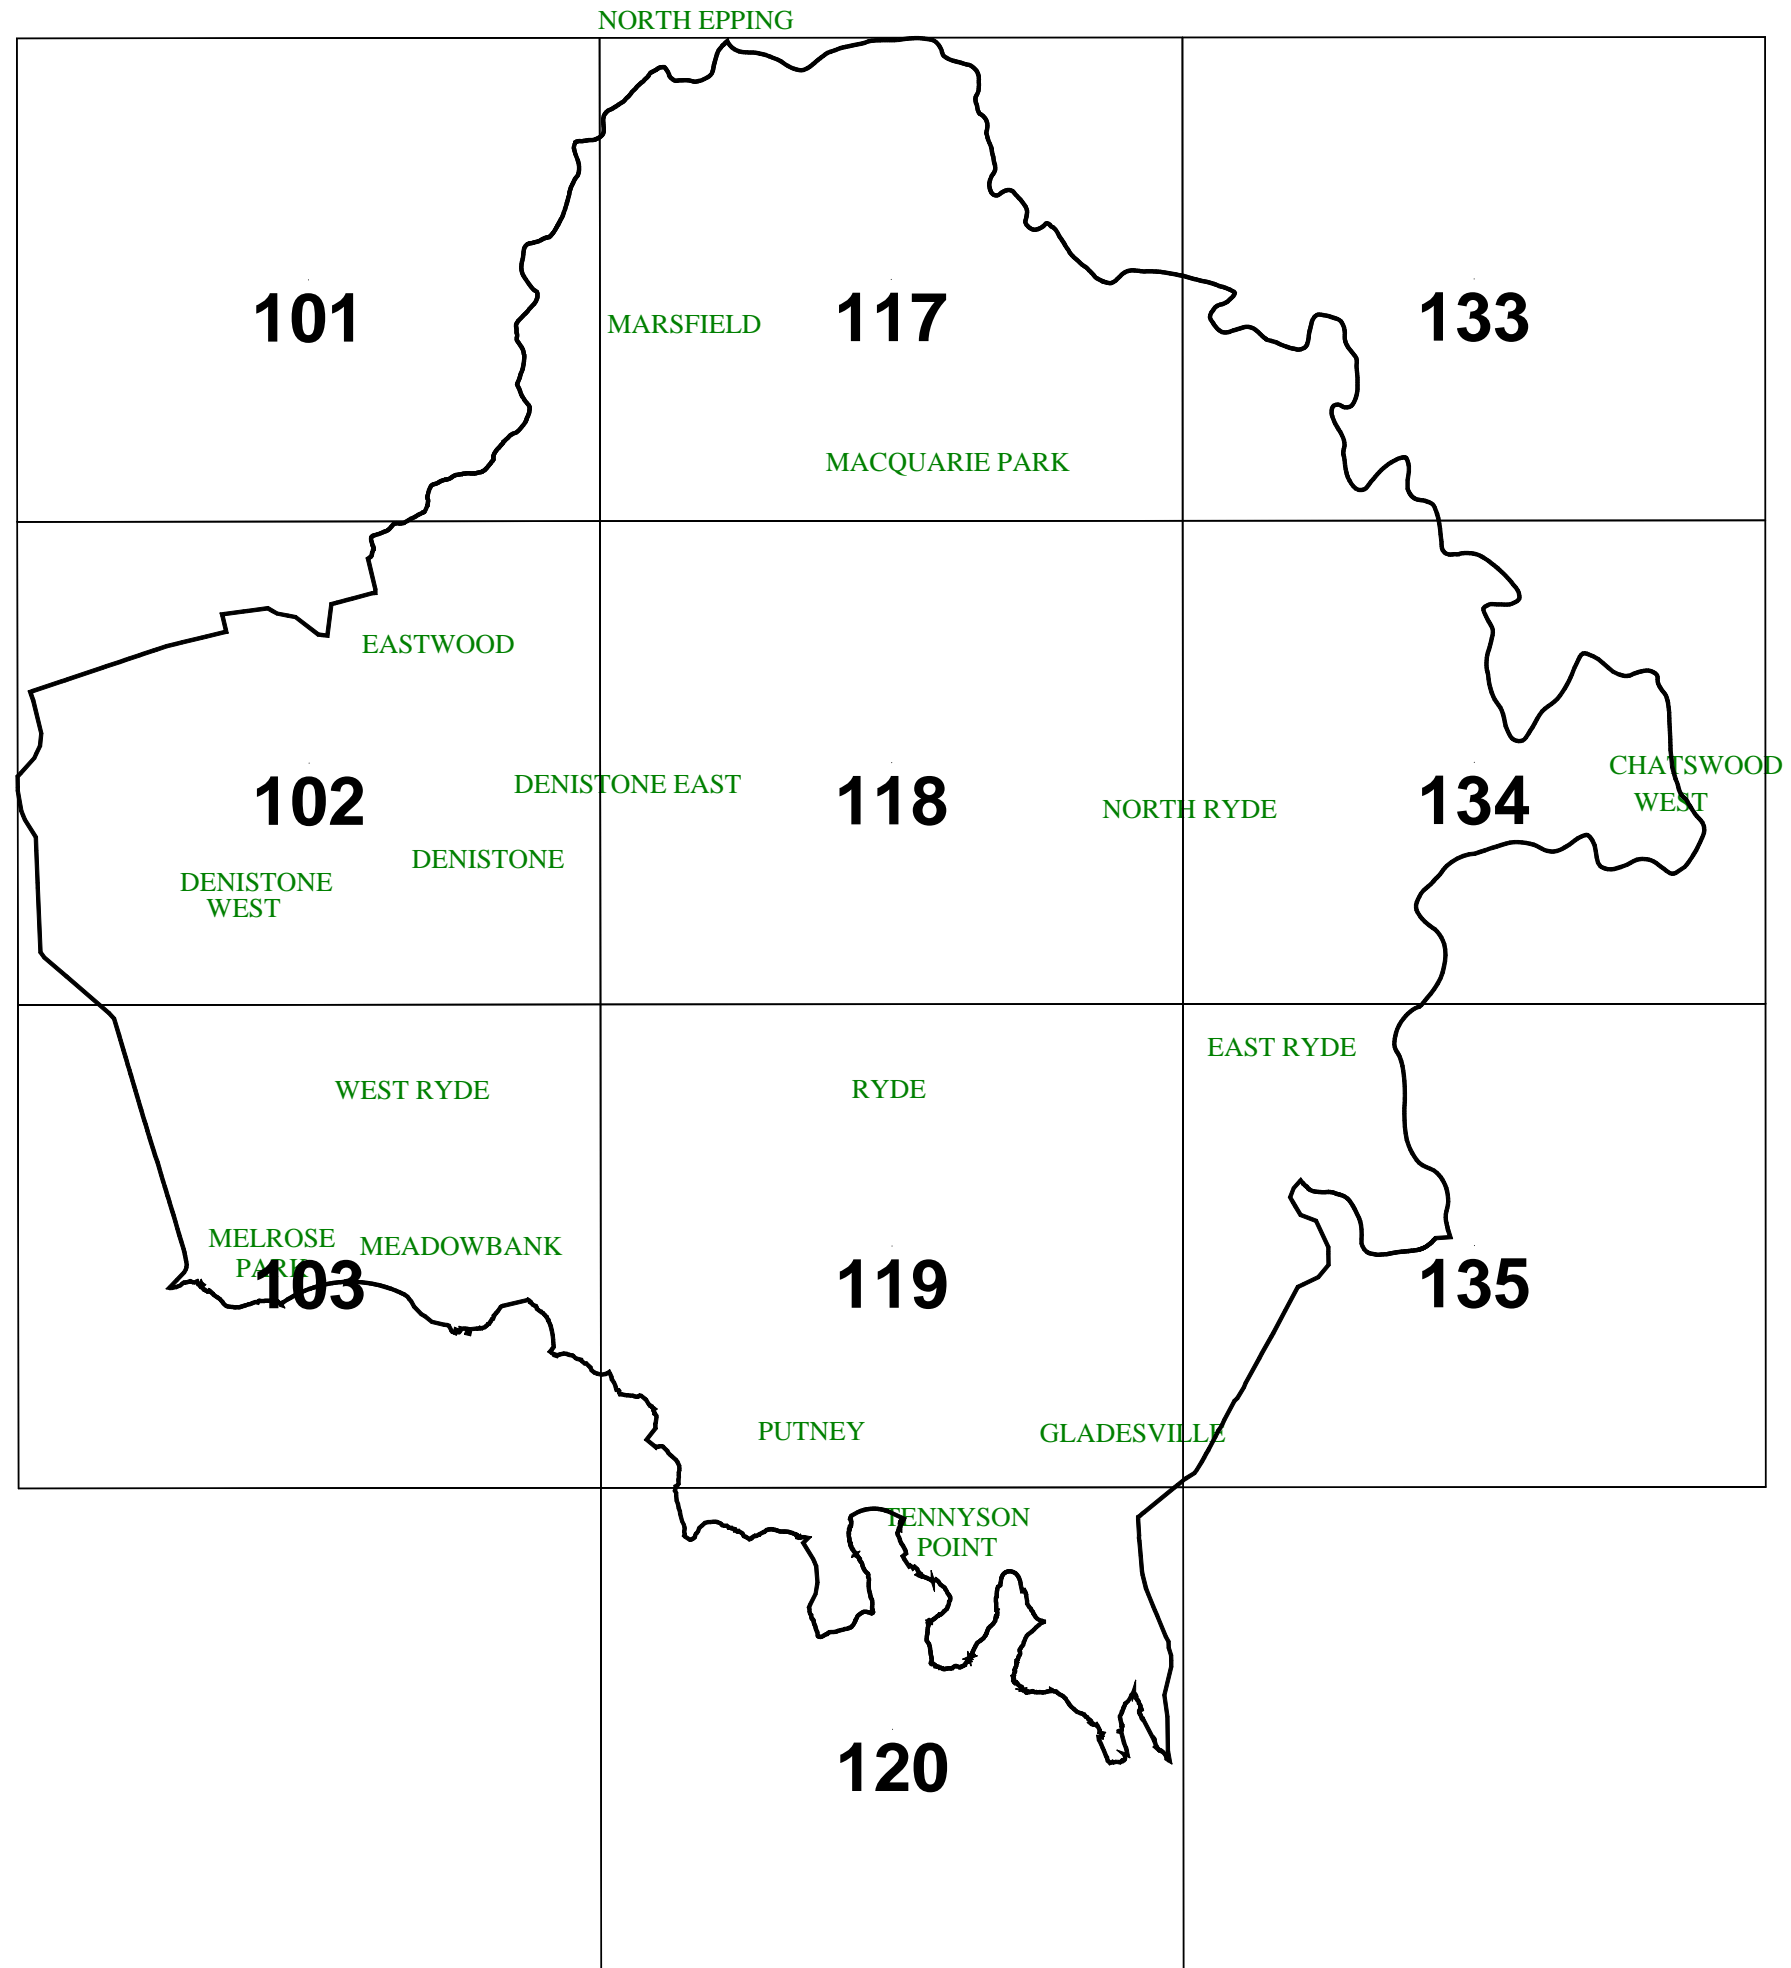 NORTH EPPING
101
117
133
MARSFIELD
MACQUARIE PARK
EASTWOOD
102
DENISTONE EAST
118
NORTH RYDE
134
CHATSWOOD
WEST
DENISTONE
DENISTONE
WEST
EAST RYDE
WEST RYDE
RYDE
MELROSE
PARK
MEADOWBANK
103
119
135
PUTNEY
GLADESVILLE
TENNYSON
POINT
120